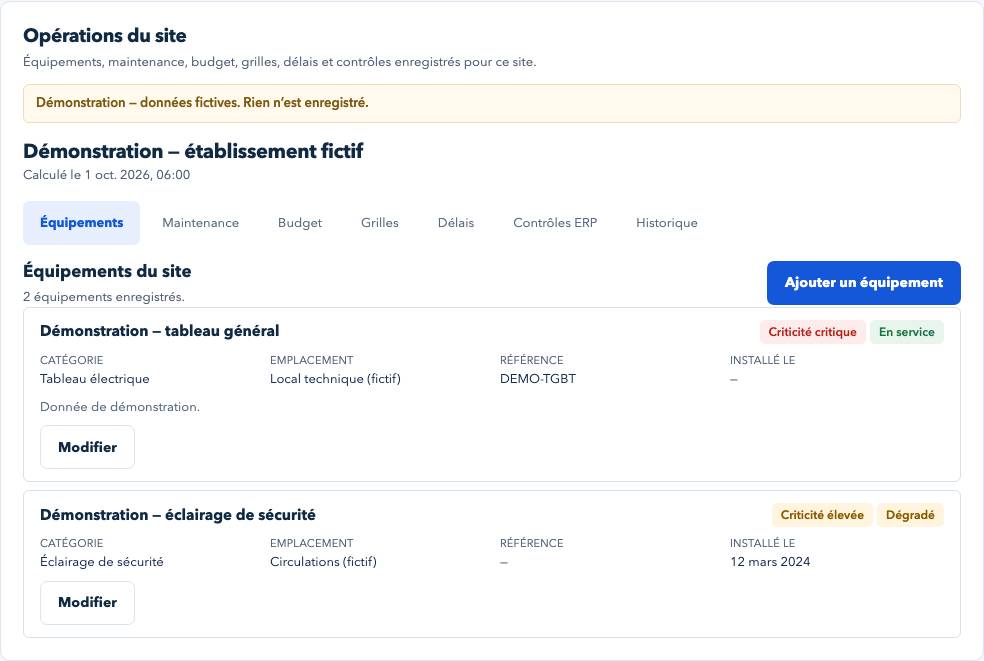 Opérations du site
Équipements, maintenance, budget, grilles, délais et contrôles enregistrés pour ce site.
Démonstration — données fictives. Rien n’est enregistré.
Démonstration — établissement fictif
Calculé le 1 oct. 2026, 06:00
Équipements Maintenance Budget Grilles Délais Contrôles ERP Historique
Équipements du site
2 équipements enregistrés.
Ajouter un équipement
Démonstration — tableau général
Criticité critique En service
CATÉGORIE EMPLACEMENT RÉFÉRENCE INSTALLÉ LE
Tableau électrique Local technique (fictif) DEMO-TGBT —
Donnée de démonstration.
Modifier
Démonstration — éclairage de sécurité
Criticité élevée Dégradé
CATÉGORIE EMPLACEMENT RÉFÉRENCE INSTALLÉ LE
Éclairage de sécurité Circulations (fictif) — 12 mars 2024
Modifier